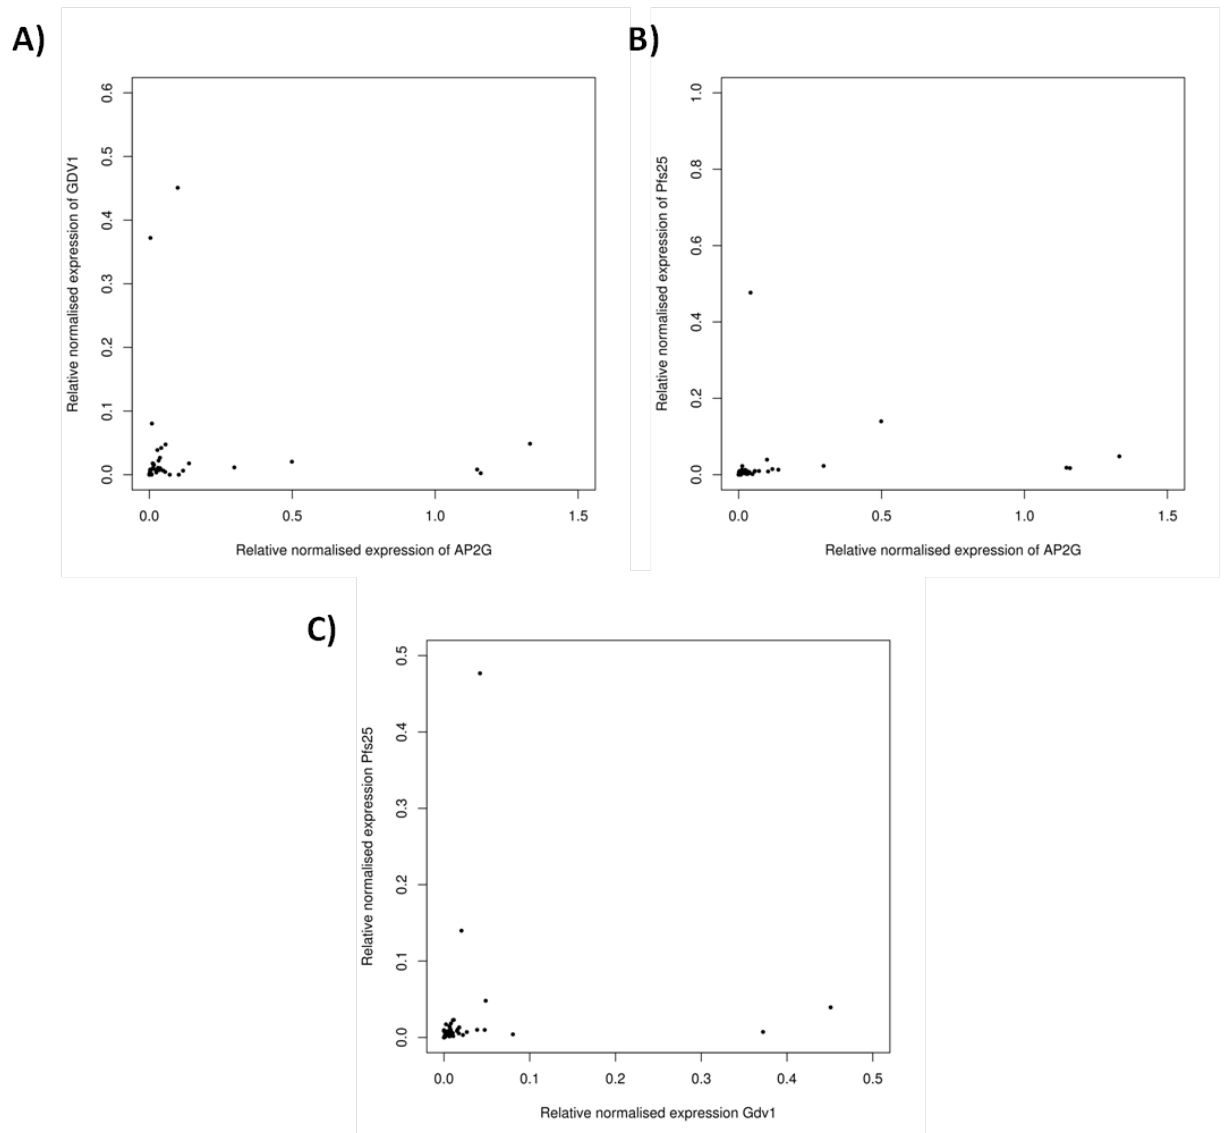 A)
Relative normalised expression of GDV1
0.6
0.5
0.4
0.3
0.2
0.1
0.0
0.0 0.5 1.0 1.5
Relative normalised expression of AP2G
B)
Relative normalised expression of Pfs25
1.0
0.8
0.6
0.4
0.2
0.0
0.0 0.5 1.0 1.5
Relative normalised expression of AP2G
C)
Relative normalised expression Pfs25
0.5
0.4
0.3
0.2
0.1
0.0
0.0 0.1 0.2 0.3 0.4 0.5
Relative normalised expression Gdv1